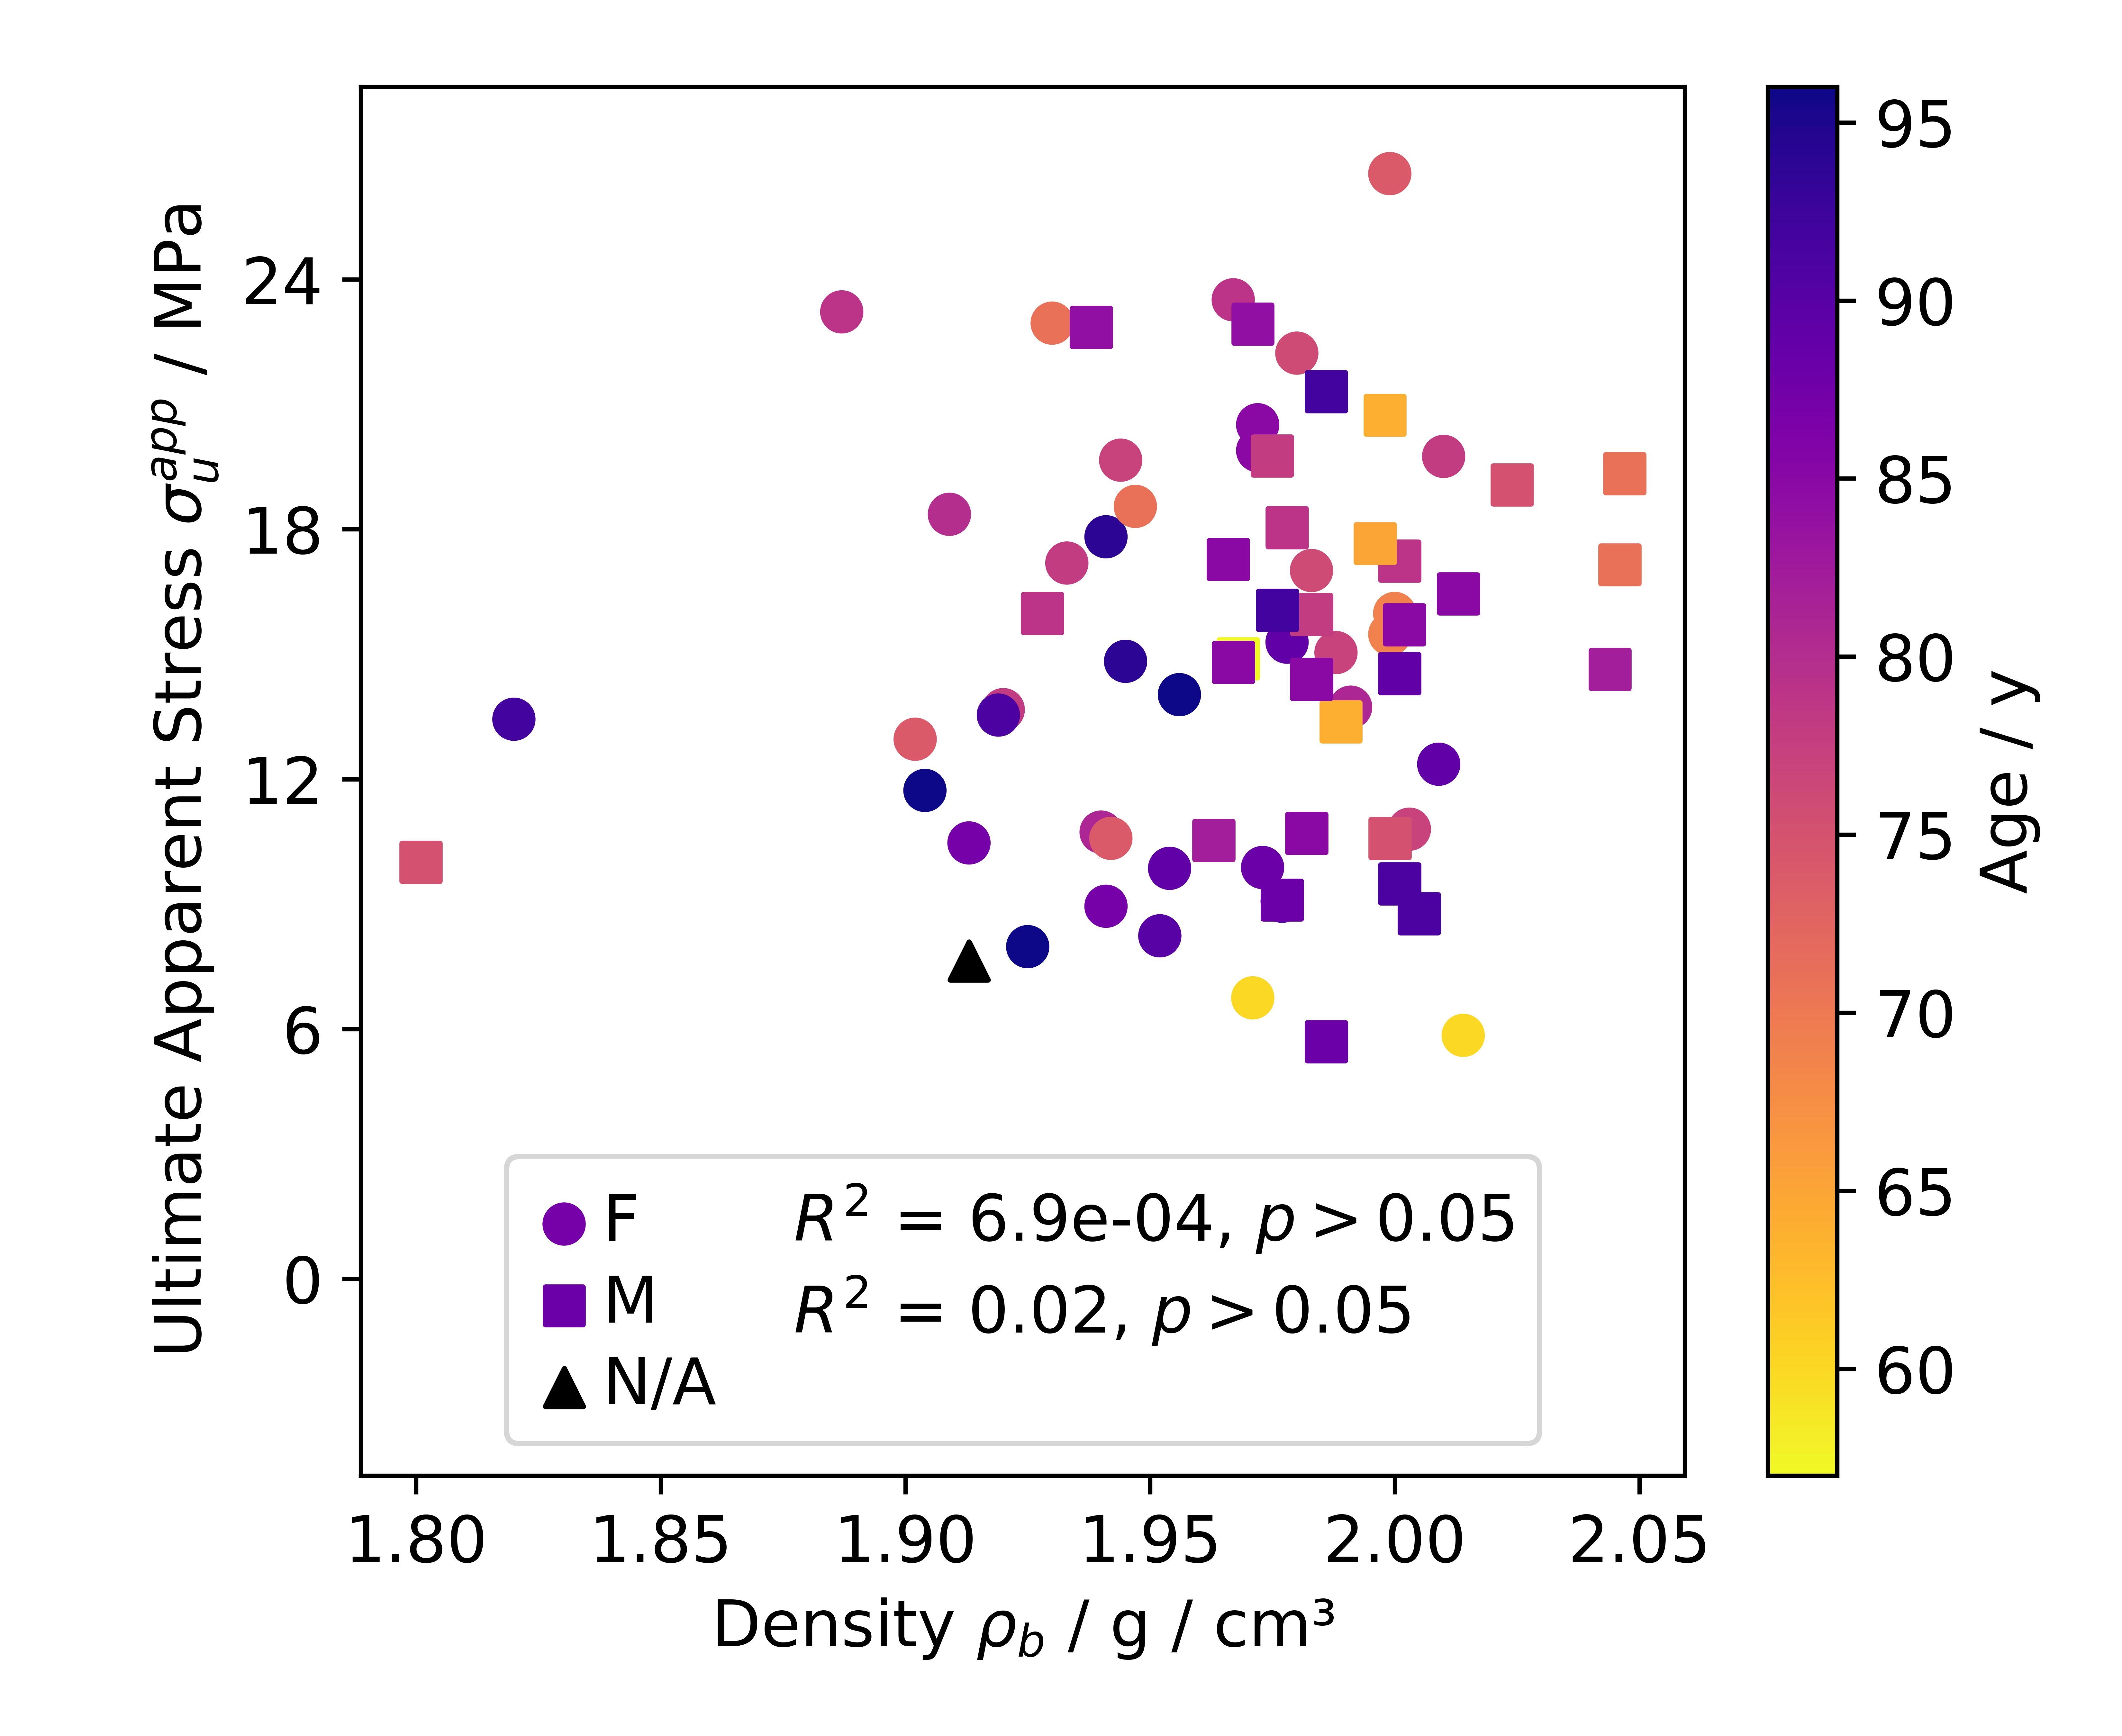 Ultimate Apparent Stress σ_u^app / MPa
24
18
12
6
0
F R² = 6.9e-04, p > 0.05
M R² = 0.02, p > 0.05
N/A
1.80 1.85 1.90 1.95 2.00 2.05
Density ρ_b / g / cm³
95
90
85
80
75
70
65
60
Age / y